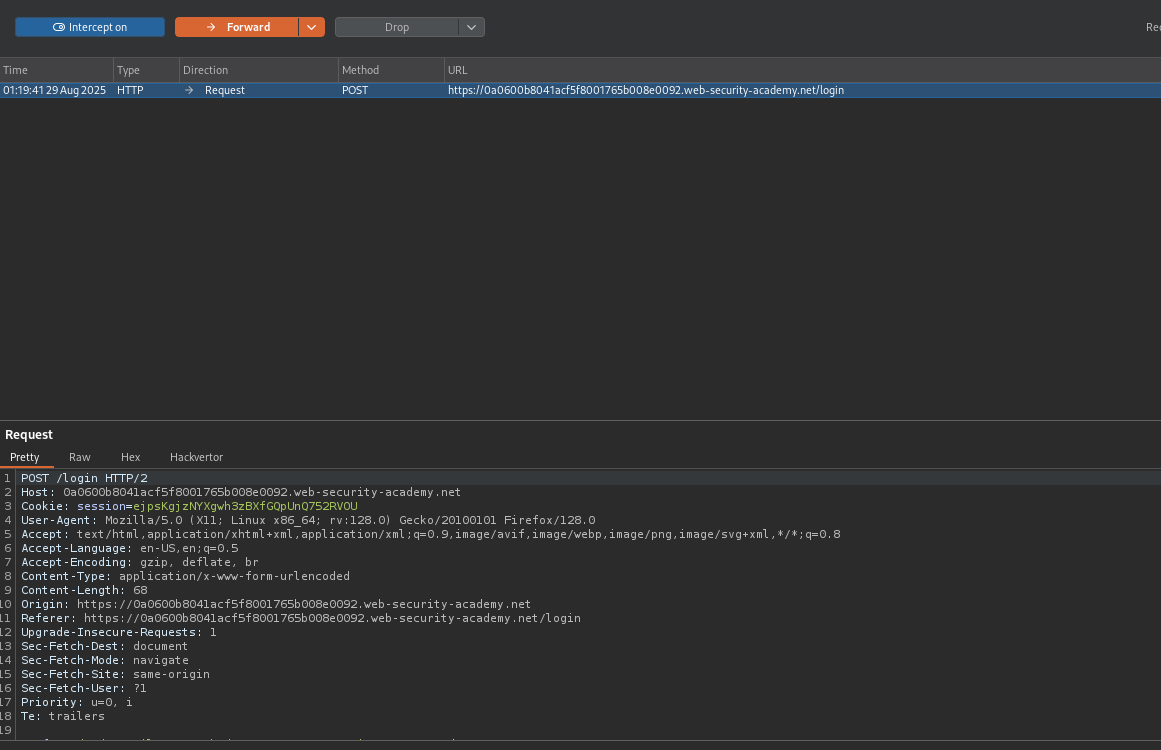 Intercept on Forward Drop Rec
Time Type Direction Method URL
01:19:41 29 Aug 2025 HTTP → Request POST https://0a0600b8041acf5f8001765b008e0092.web-security-academy.net/login
Request
Pretty Raw Hex Hackvertor
1 POST /login HTTP/2
2 Host: 0a0600b8041acf5f8001765b008e0092.web-security-academy.net
3 Cookie: session=ejpsKgjzNYXgwh3zBXfGQpUnQ752RVOU
4 User-Agent: Mozilla/5.0 (X11; Linux x86_64; rv:128.0) Gecko/20100101 Firefox/128.0
5 Accept: text/html,application/xhtml+xml,application/xml;q=0.9,image/avif,image/webp,image/png,image/svg+xml,*/*;q=0.8
6 Accept-Language: en-US,en;q=0.5
7 Accept-Encoding: gzip, deflate, br
8 Content-Type: application/x-www-form-urlencoded
9 Content-Length: 68
10 Origin: https://0a0600b8041acf5f8001765b008e0092.web-security-academy.net
11 Referer: https://0a0600b8041acf5f8001765b008e0092.web-security-academy.net/login
12 Upgrade-Insecure-Requests: 1
13 Sec-Fetch-Dest: document
14 Sec-Fetch-Mode: navigate
15 Sec-Fetch-Site: same-origin
16 Sec-Fetch-User: ?1
17 Priority: u=0, i
18 Te: trailers
19